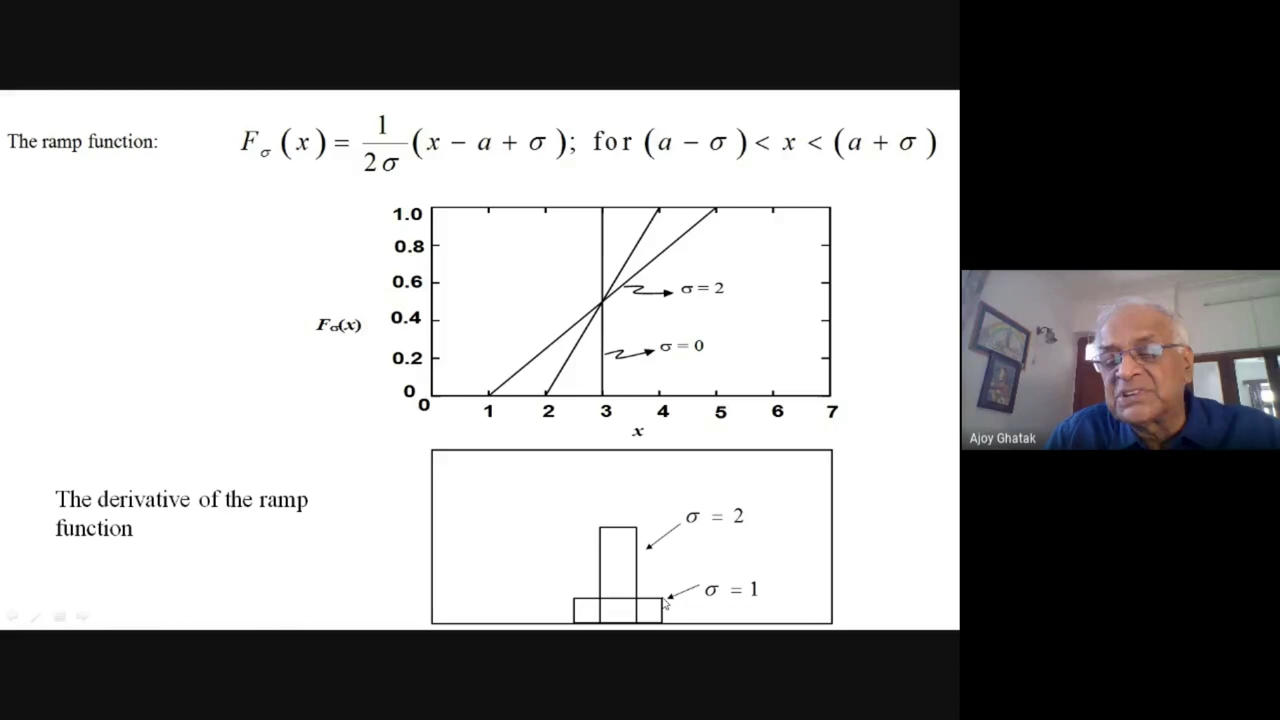 The ramp function:
F_σ (x) = 1/(2σ) (x − a + σ); for (a − σ) < x < (a + σ)
1.0
0.8
0.6
0.4
0.2
0
Fσ(x)
σ = 2
σ = 0
0 1 2 3 4 5 6 7
x
The derivative of the ramp
function
σ = 2
σ = 1
Ajoy Ghatak